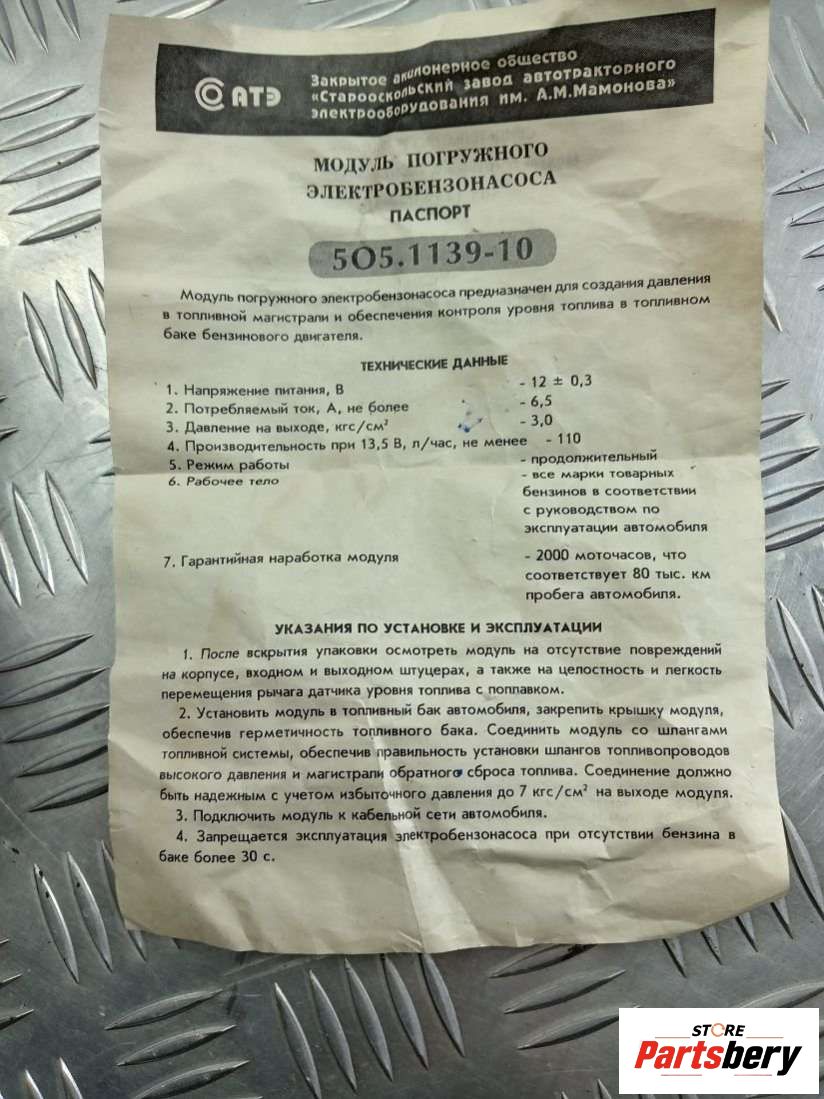 СО АТЭ
Закрытое акционерное общество
«Старооскольский завод автотракторного
электрооборудования им. А.М.Мамонова»
МОДУЛЬ ПОГРУЖНОГО
ЭЛЕКТРОБЕНЗОНАСОСА
ПАСПОРТ
505.1139-10
Модуль погружного электробензонасоса предназначен для создания давления
в топливной магистрали и обеспечения контроля уровня топлива в топливном
баке бензинового двигателя.
ТЕХНИЧЕСКИЕ ДАННЫЕ
1. Напряжение питания, В - 12 ± 0,3
2. Потребляемый ток, А, не более - 6,5
3. Давление на выходе, кгс/см² - 3,0
4. Производительность при 13,5 В, л/час, не менее - 110
5. Режим работы - продолжительный
6. Рабочее тело - все марки товарных
бензинов в соответствии
с руководством по
эксплуатации автомобиля
7. Гарантийная наработка модуля - 2000 моточасов, что
соответствует 80 тыс. км
пробега автомобиля.
УКАЗАНИЯ ПО УСТАНОВКЕ И ЭКСПЛУАТАЦИИ
1. После вскрытия упаковки осмотреть модуль на отсутствие повреждений
на корпусе, входном и выходном штуцерах, а также на целостность и легкость
перемещения рычага датчика уровня топлива с поплавком.
2. Установить модуль в топливный бак автомобиля, закрепить крышку модуля,
обеспечив герметичность топливного бака. Соединить модуль со шлангами
топливной системы, обеспечив правильность установки шлангов топливопроводов
высокого давления и магистрали обратного сброса топлива. Соединение должно
быть надежным с учетом избыточного давления до 7 кгс/см² на выходе модуля.
3. Подключить модуль к кабельной сети автомобиля.
4. Запрещается эксплуатация электробензонасоса при отсутствии бензина в
баке более 30 с.
STORE
Partsbery